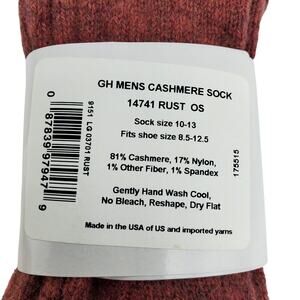 GH MENS CASHMERE SOCK
14741 RUST OS
Sock size 10-13
Fits shoe size 8.5-12.5
81% Cashmere, 17% Nylon,
1% Other Fiber, 1% Spandex
Gently Hand Wash Cool,
No Bleach, Reshape, Dry Flat
Made in the USA of US and imported yarns
9151 LG 03701 RUST
0 87839 97947 9
175515